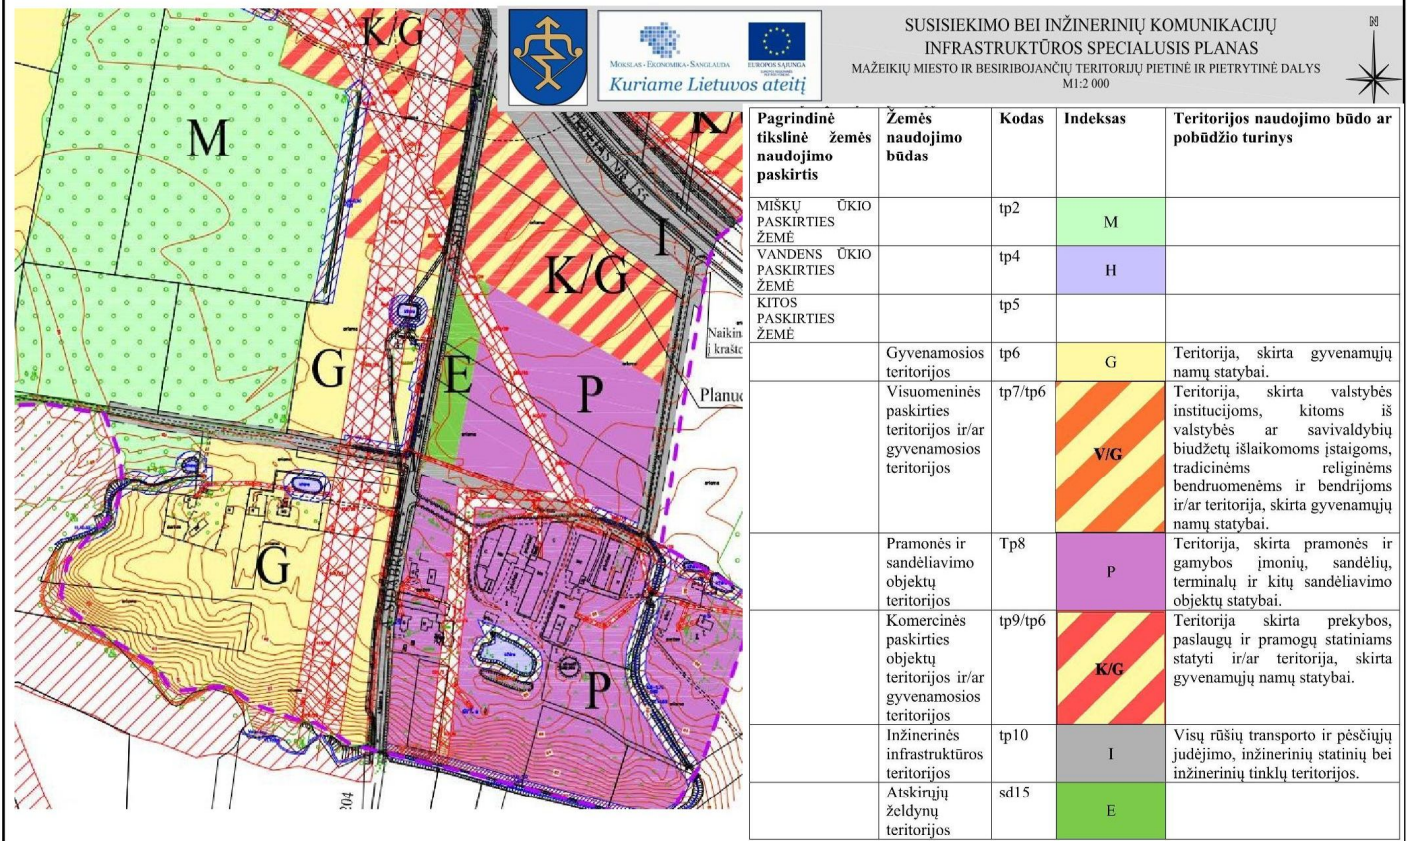 SUSISIEKIMO BEI INŽINERINIŲ KOMUNIKACIJŲ
INFRASTRUKTŪROS SPECIALUSIS PLANAS
MAŽEIKIŲ MIESTO IR BESIRIBOJANČIŲ TERITORIJŲ PIETINĖ IR PIETRYTINĖ DALYS
M1:2 000
N
MOKSLAS - EKONOMIKA - SANGLAUDA
EUROPOS SĄJUNGA
Kuriame Lietuvos ateitį
K/G
M
I
K/G
G
E
P
G
P
Naikin
į krašto
Planuo
204
Pagrindinė
tikslinė žemės
naudojimo
paskirtis
Žemės
naudojimo
būdas
Kodas
Indeksas
Teritorijos naudojimo būdo ar
pobūdžio turinys
MIŠKŲ ŪKIO
PASKIRTIES
ŽEMĖ
tp2
M
VANDENS ŪKIO
PASKIRTIES
ŽEMĖ
tp4
H
KITOS
PASKIRTIES
ŽEMĖ
tp5
Gyvenamosios
teritorijos
tp6
G
Teritorija, skirta gyvenamųjų
namų statybai.
Visuomeninės
paskirties
teritorijos ir/ar
gyvenamosios
teritorijos
tp7/tp6
V/G
Teritorija, skirta valstybės
institucijoms, kitoms iš
valstybės ar savivaldybių
biudžetų išlaikomoms įstaigoms,
tradicinėms religinėms
bendruomenėms ir bendrijoms
ir/ar teritorija, skirta gyvenamųjų
namų statybai.
Pramonės ir
sandėliavimo
objektų
teritorijos
Tp8
P
Teritorija, skirta pramonės ir
gamybos įmonių, sandėlių,
terminalų ir kitų sandėliavimo
objektų statybai.
Komercinės
paskirties
objektų
teritorijos ir/ar
gyvenamosios
teritorijos
tp9/tp6
K/G
Teritorija skirta prekybos,
paslaugų ir pramogų statiniams
statyti ir/ar teritorija, skirta
gyvenamųjų namų statybai.
Inžinerinės
infrastruktūros
teritorijos
tp10
I
Visų rūšių transporto ir pėsčiųjų
judėjimo, inžinerinių statinių bei
inžinerinių tinklų teritorijos.
Atskirųjų
želdynų
teritorijos
sd15
E